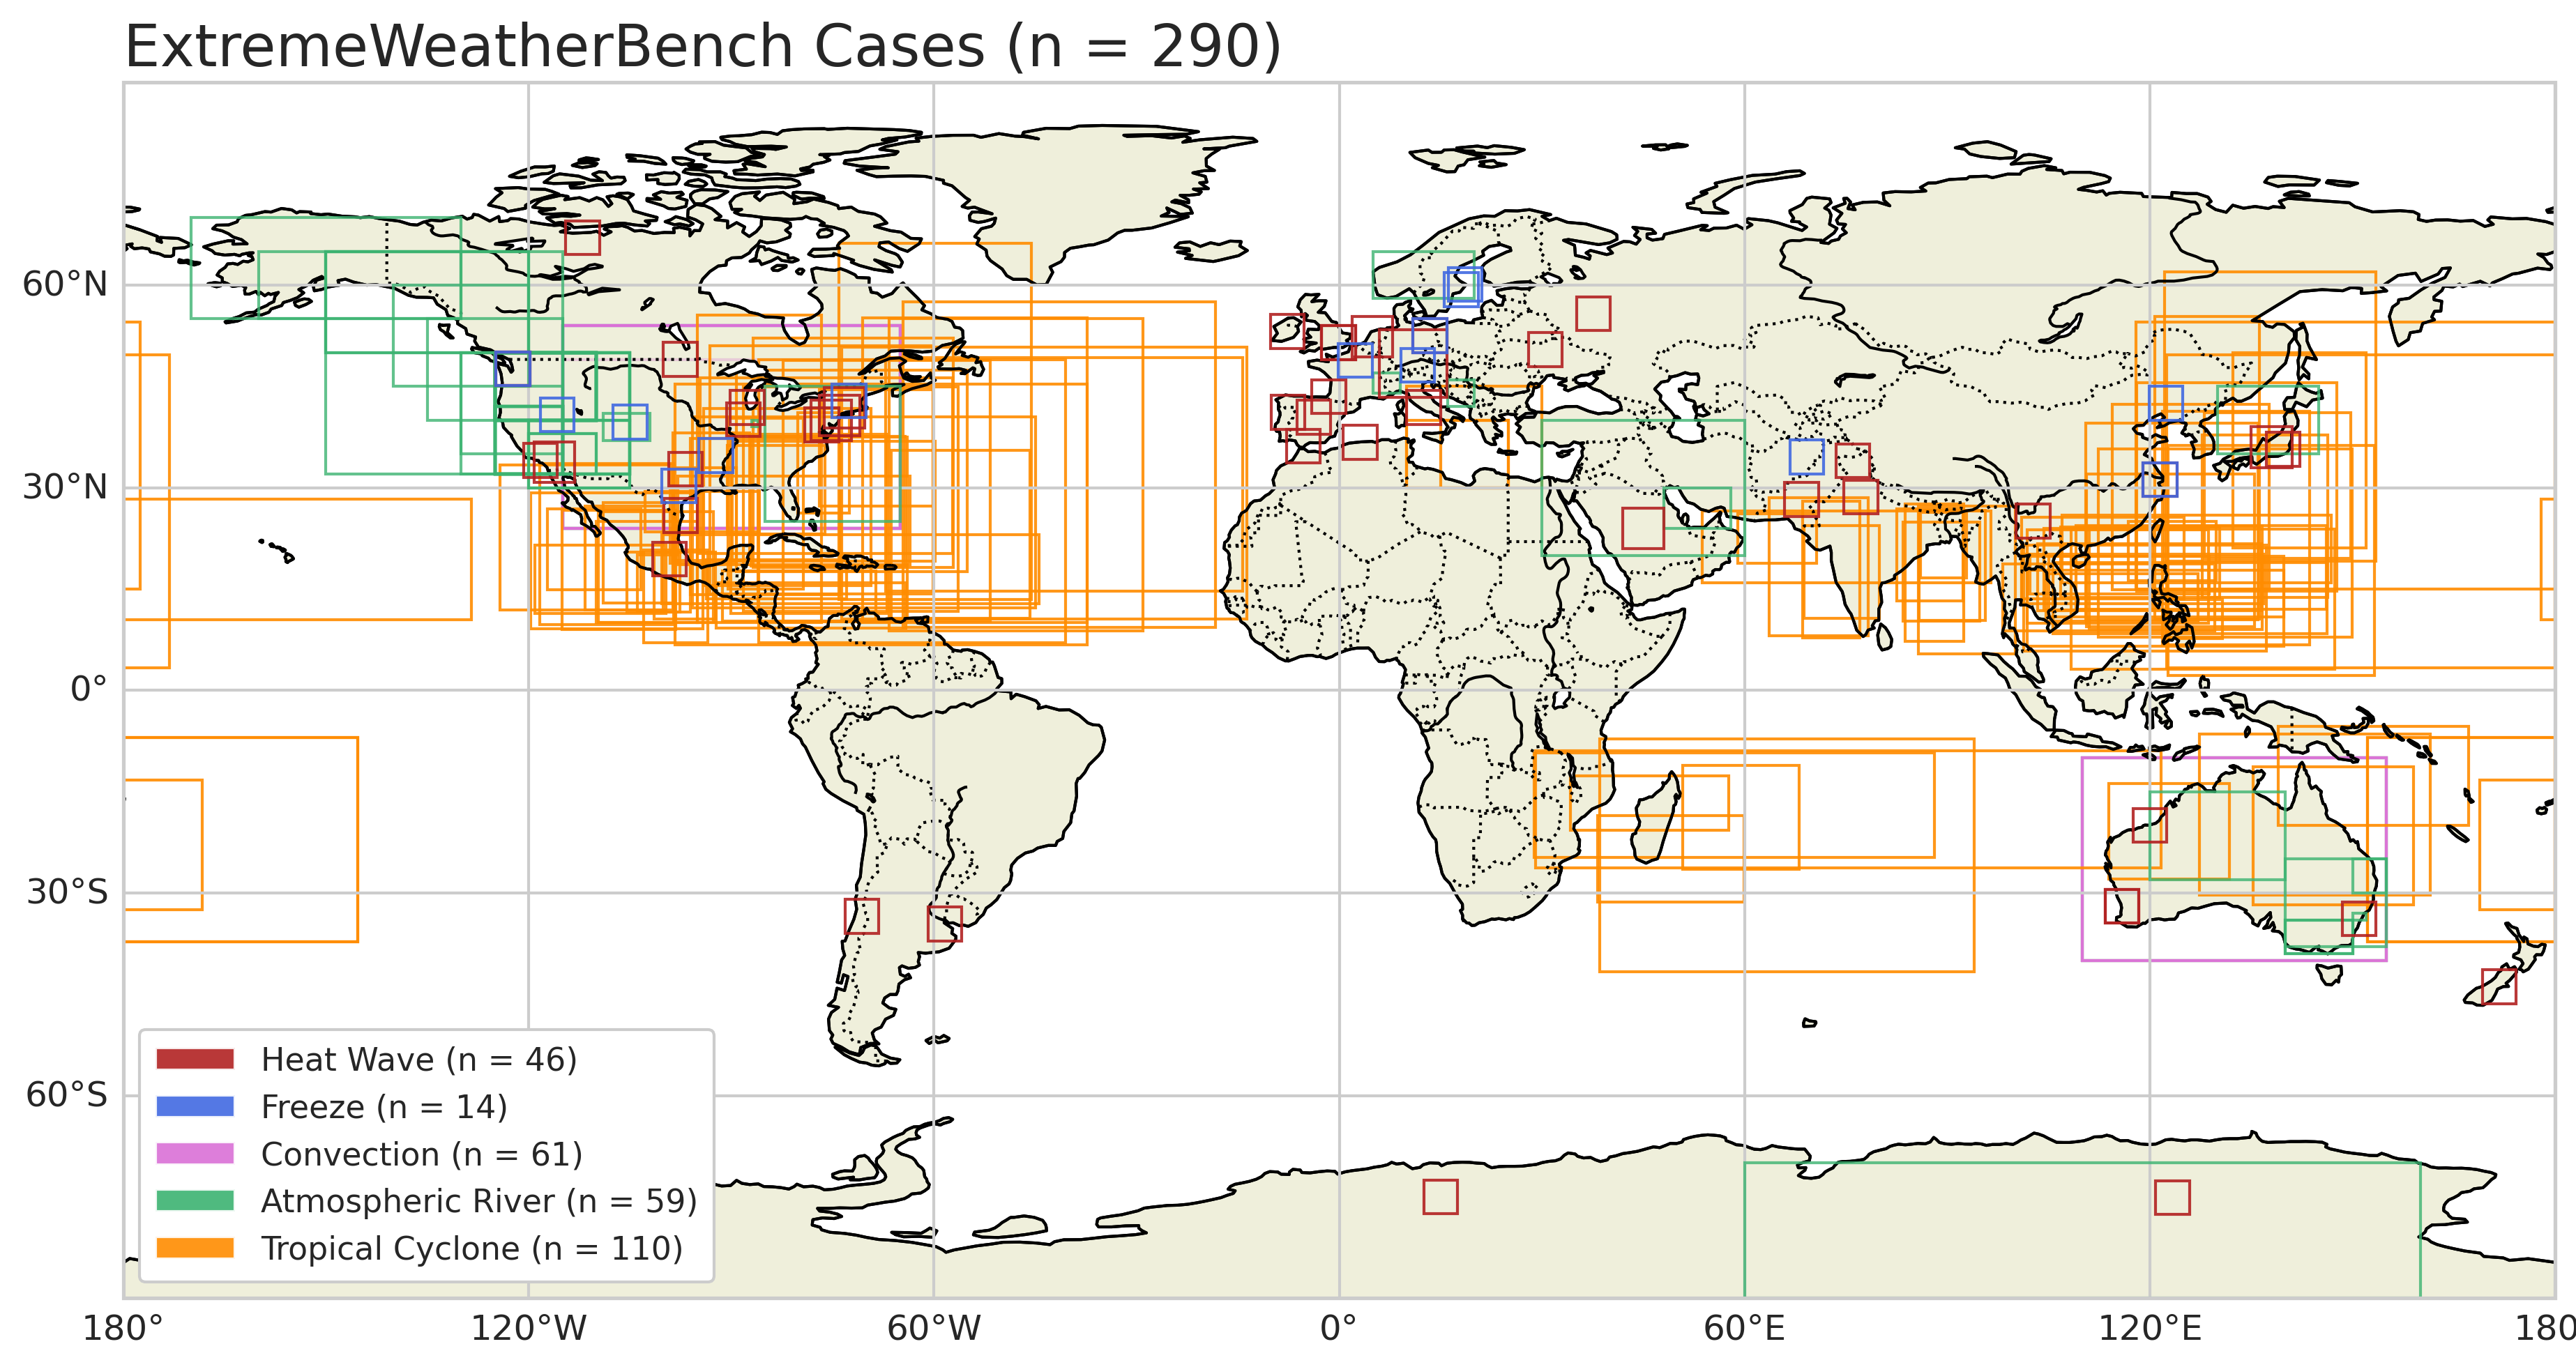 ExtremeWeatherBench Cases (n = 290)
60°N
30°N
0°
30°S
60°S
Heat Wave (n = 46)
Freeze (n = 14)
Convection (n = 61)
Atmospheric River (n = 59)
Tropical Cyclone (n = 110)
180° 120°W 60°W 0° 60°E 120°E 180